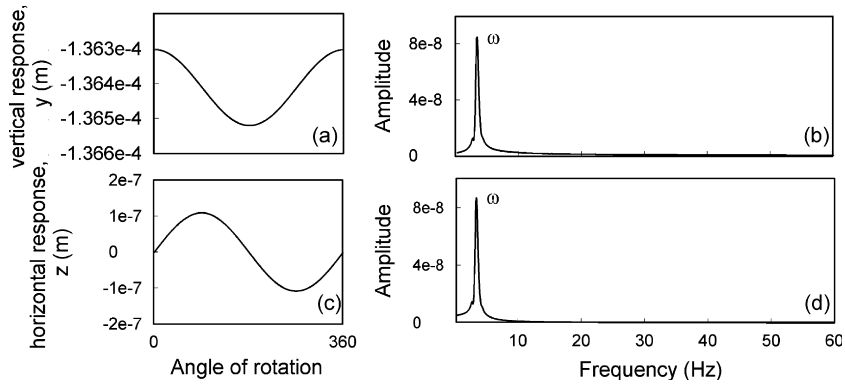 vertical response,
y (m)
-1.363e-4
-1.364e-4
-1.365e-4
-1.366e-4
(a)
Amplitude
8e-8
4e-8
0
ω
(b)
horizontal response,
z (m)
2e-7
1e-7
0
-1e-7
-2e-7
(c)
0
360
Angle of rotation
Amplitude
8e-8
4e-8
0
ω
(d)
10
20
30
40
50
60
Frequency (Hz)